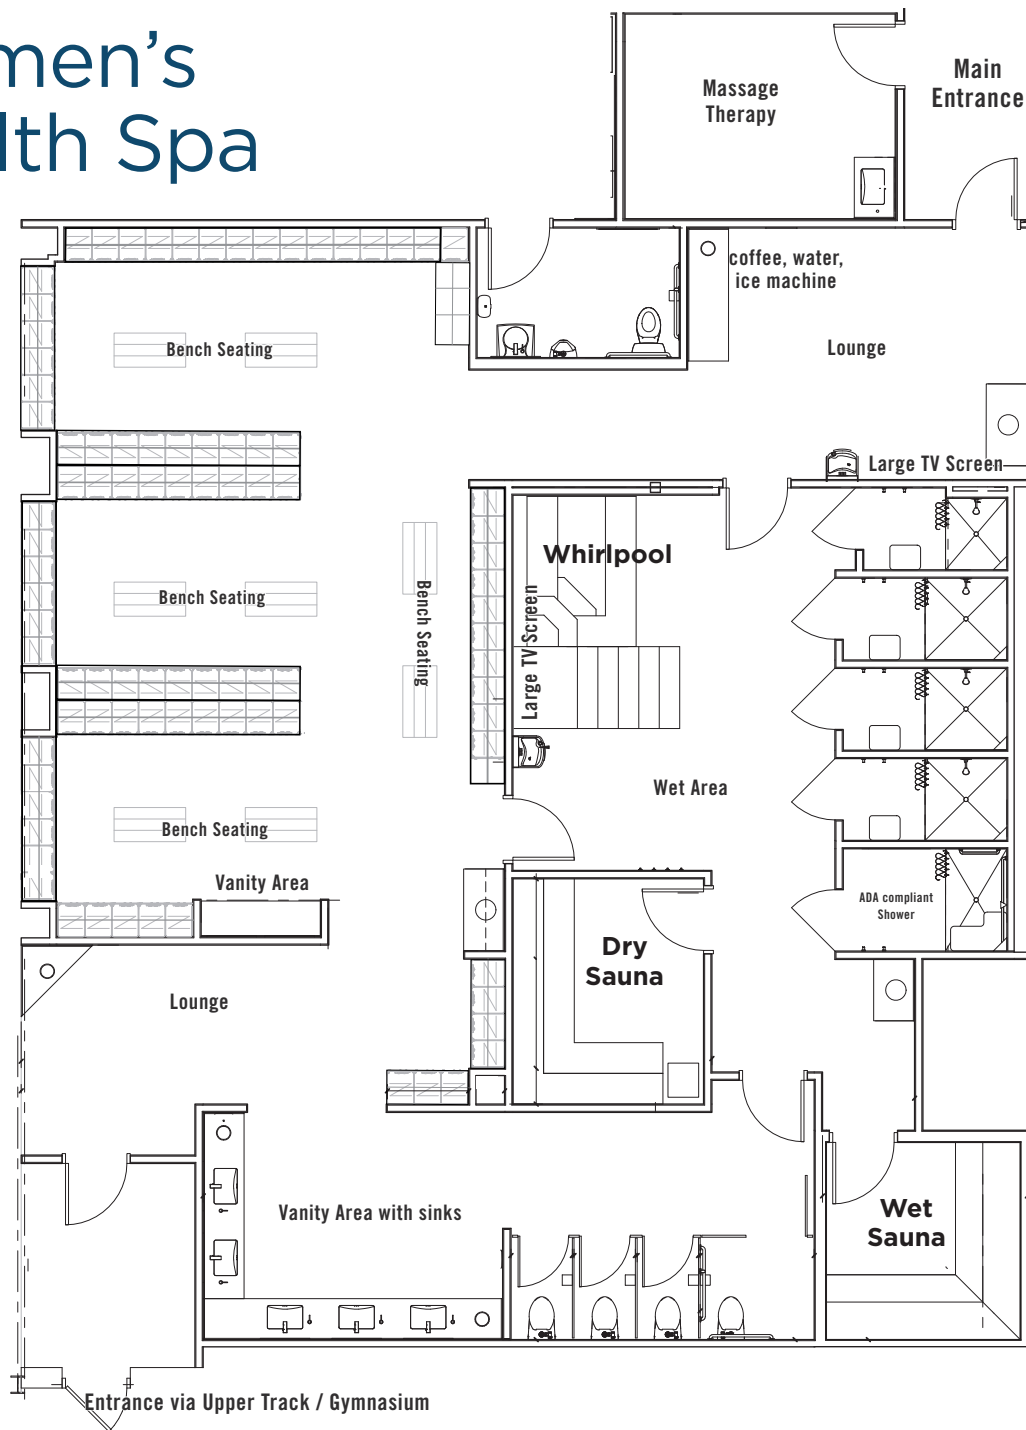 men's
lth Spa
Massage
Therapy
Main
Entrance
coffee, water,
ice machine
Bench Seating
Lounge
Large TV Screen
Whirlpool
Bench Seating
Bench Seating
Large TV Screen
Wet Area
Bench Seating
Vanity Area
ADA compliant
Shower
Dry
Sauna
Lounge
Vanity Area with sinks
Wet
Sauna
Entrance via Upper Track / Gymnasium